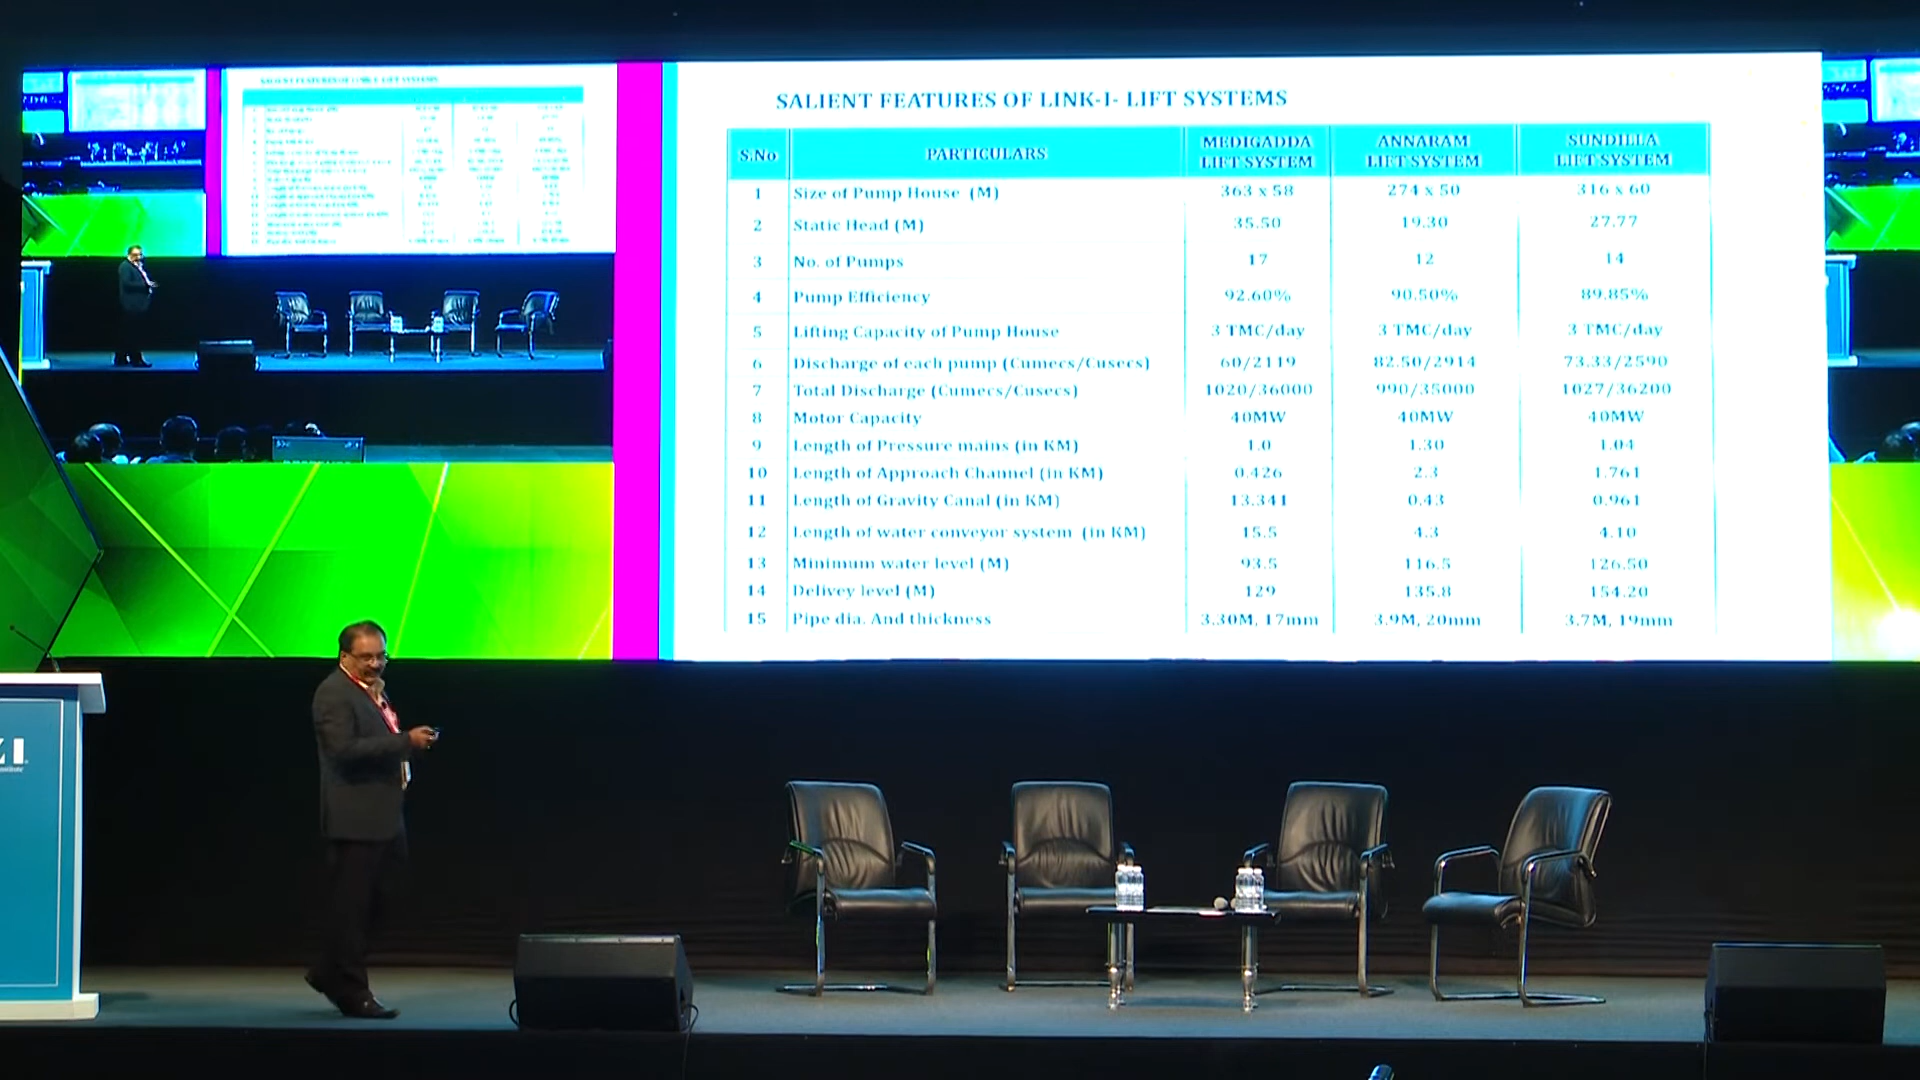 SALIENT FEATURES OF LINK-I- LIFT SYSTEMS
S.No PARTICULARS MEDIGADDA LIFT SYSTEM ANNARAM LIFT SYSTEM SUNDILLA LIFT SYSTEM
1 Size of Pump House (M) 363 x 58 274 x 50 316 x 60
2 Static Head (M) 35.50 19.30 27.77
3 No. of Pumps 17 12 14
4 Pump Efficiency 92.60% 90.50% 89.85%
5 Lifting Capacity of Pump House 3 TMC/day 3 TMC/day 3 TMC/day
6 Discharge of each pump (Cumecs/Cusecs) 60/2119 82.50/2914 73.33/2590
7 Total Discharge (Cumecs/Cusecs) 1020/36000 990/35000 1027/36200
8 Motor Capacity 40MW 40MW 40MW
9 Length of Pressure mains (in KM) 1.0 1.30 1.04
10 Length of Approach Channel (in KM) 0.426 2.3 1.761
11 Length of Gravity Canal (in KM) 13.341 0.43 0.961
12 Length of water conveyor system (in KM) 15.5 4.3 4.10
13 Minimum water level (M) 93.5 116.5 126.50
14 Delivey level (M) 129 135.8 154.20
15 Pipe dia. And thickness 3.30M, 17mm 3.9M, 20mm 3.7M, 19mm